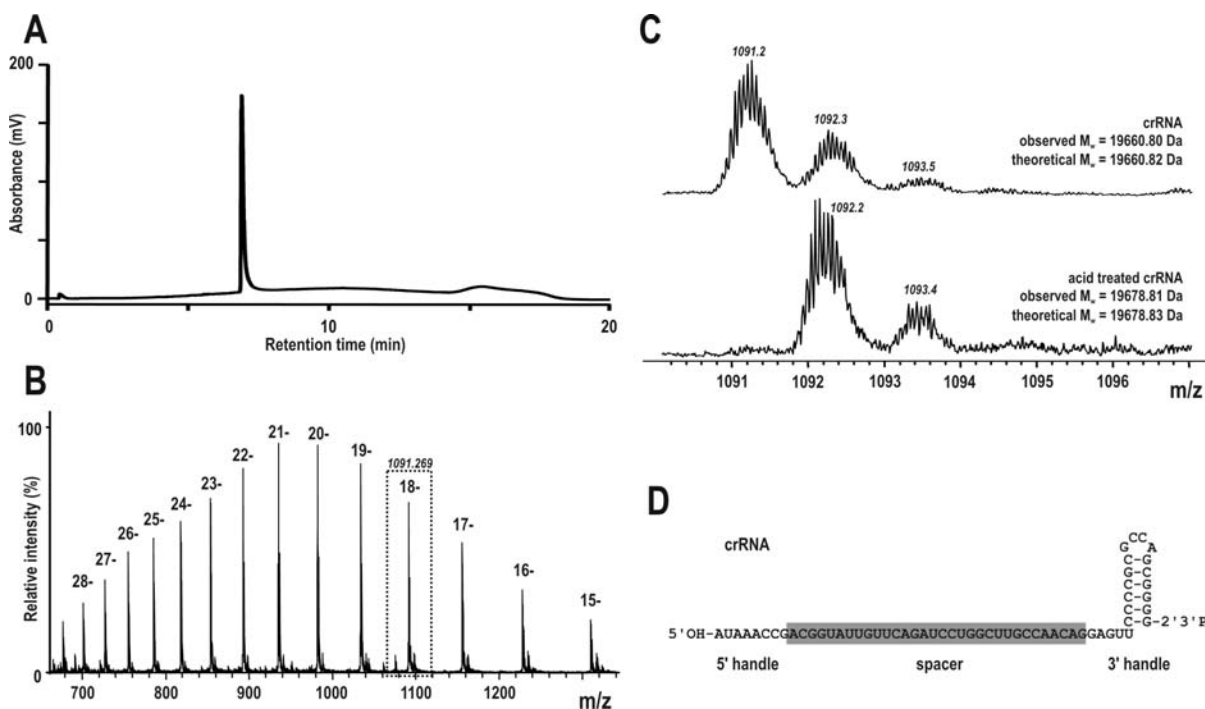 A
200
Absorbance (mV)
0
0
10
20
Retention time (min)
B
100
Relative intensity (%)
0
28-
27-
26-
25-
24-
23-
22-
21-
20-
19-
1091.269
18-
17-
16-
15-
700
800
900
1000
1100
1200
m/z
C
1091.2
1092.3
1093.5
crRNA
observed Mw = 19660.80 Da
theoretical Mw = 19660.82 Da
1092.2
1093.4
acid treated crRNA
observed Mw = 19678.81 Da
theoretical Mw = 19678.83 Da
1091
1092
1093
1094
1095
1096
m/z
D
crRNA
CC
G A
C-G
G-C
C-G
C-G
C-G
C-G-2'3'P
5'OH-AUAAACCGACGGUAUUGUUCAGAUCCUGGCUUGCCAACAGGAGUU
5' handle
spacer
3' handle